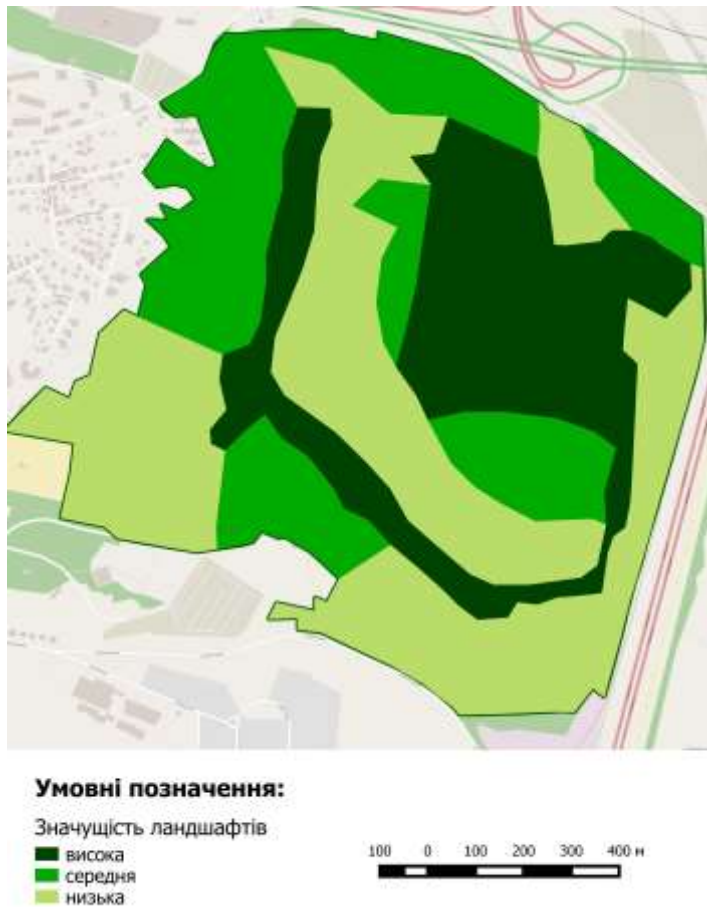 Умовні позначення:
Значущість ландшафтів
висока
середня
низька
100 0 100 200 300 400 м